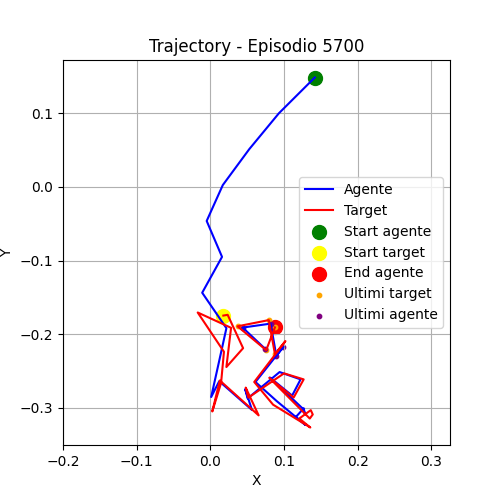 Trajectory - Episodio 5700
Y
0.1
0.0
−0.1
−0.2
−0.3
Agente
Target
Start agente
Start target
End agente
Ultimi target
Ultimi agente
−0.2 −0.1 0.0 0.1 0.2 0.3
X